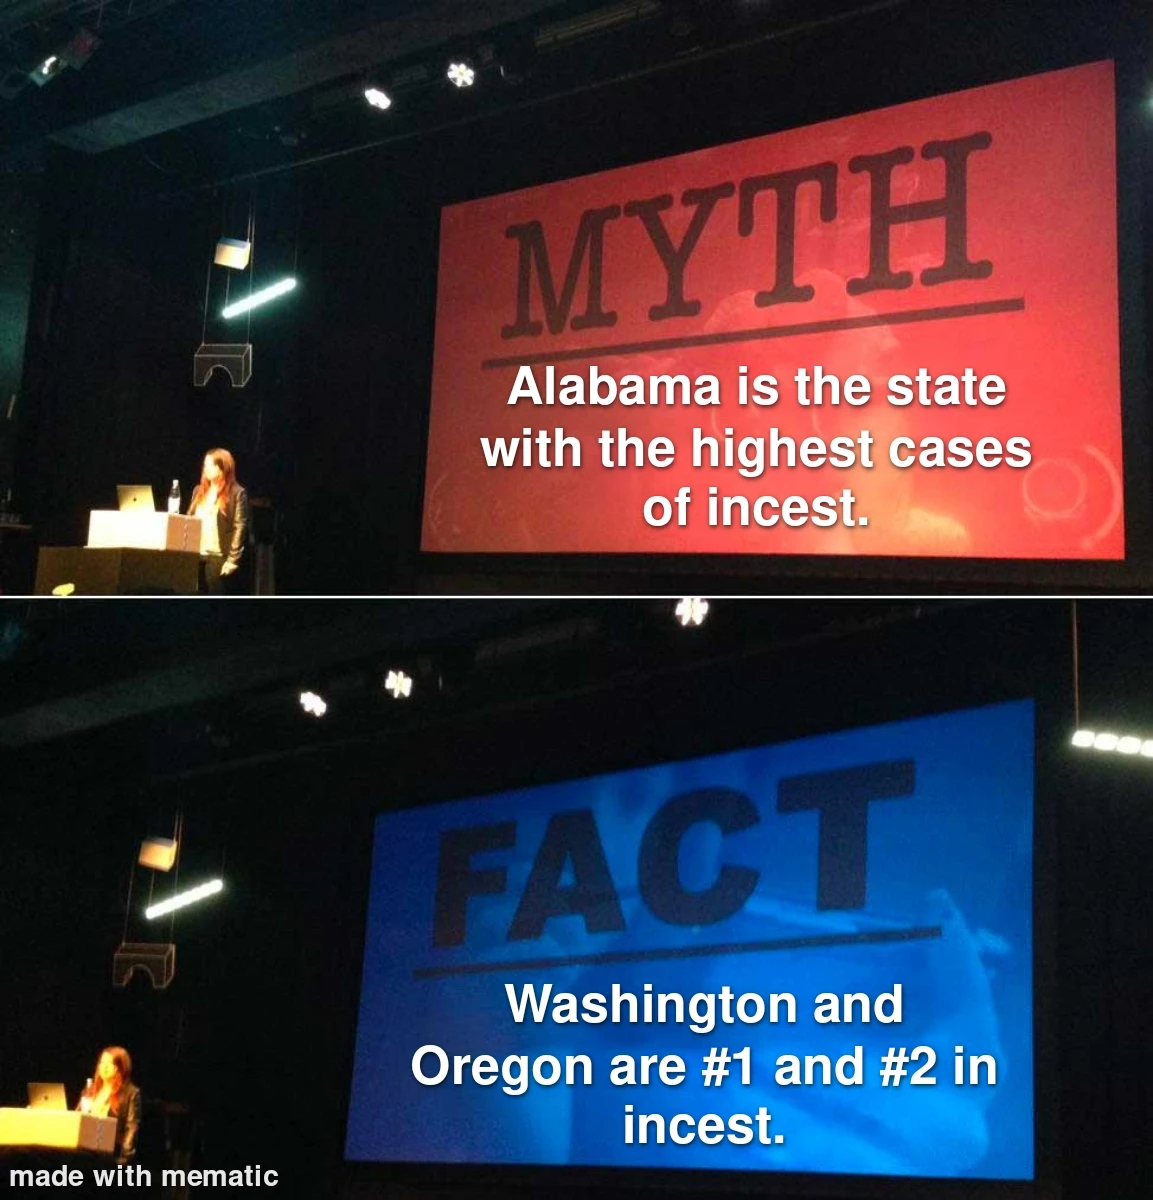 MYTH
Alabama is the state
with the highest cases
of incest.
FACT
Washington and
Oregon are #1 and #2 in
incest.
made with mematic